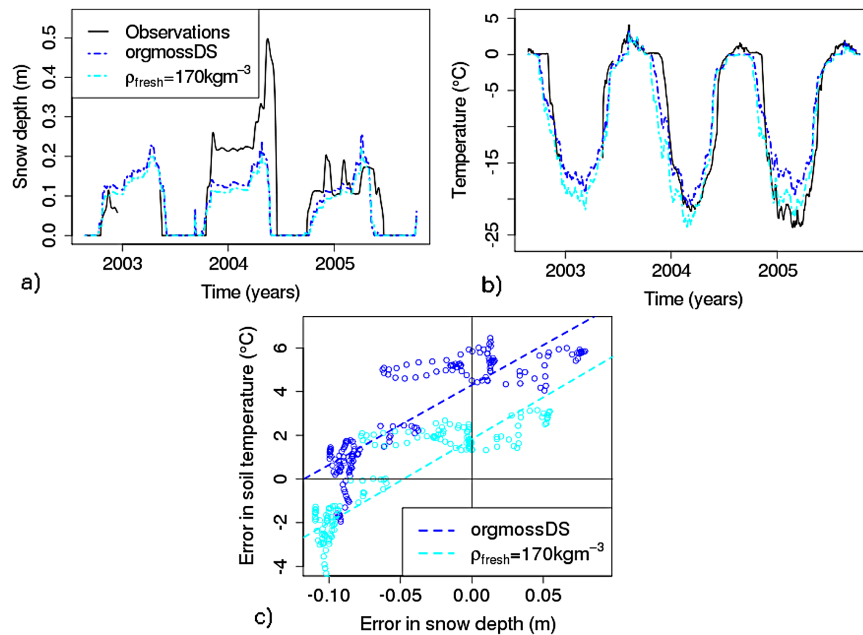 Observations
orgmossDS
ρfresh=170kgm⁻³
Snow depth (m)
0.5
0.4
0.3
0.2
0.1
0.0
2003
2004
2005
Time (years)
a)
Temperature (°C)
5
0
-5
-15
-25
2003
2004
2005
Time (years)
b)
Error in soil temperature (°C)
6
4
2
0
-2
-4
orgmossDS
ρfresh=170kgm⁻³
-0.10
-0.05
0.00
0.05
Error in snow depth (m)
c)